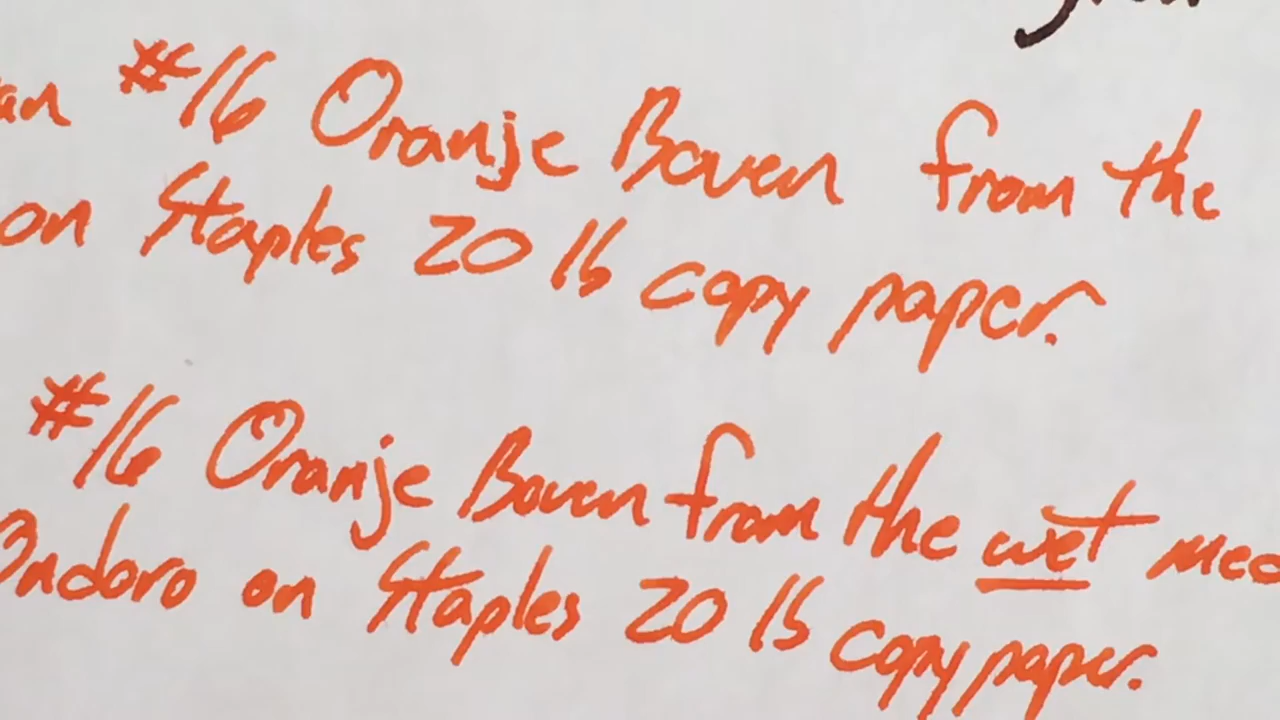 #16 Oranje Boven from the
on Staples 20 lb copy paper.
#16 Oranje Boven from the wet med
Ondoro on Staples 20 lb copy paper.